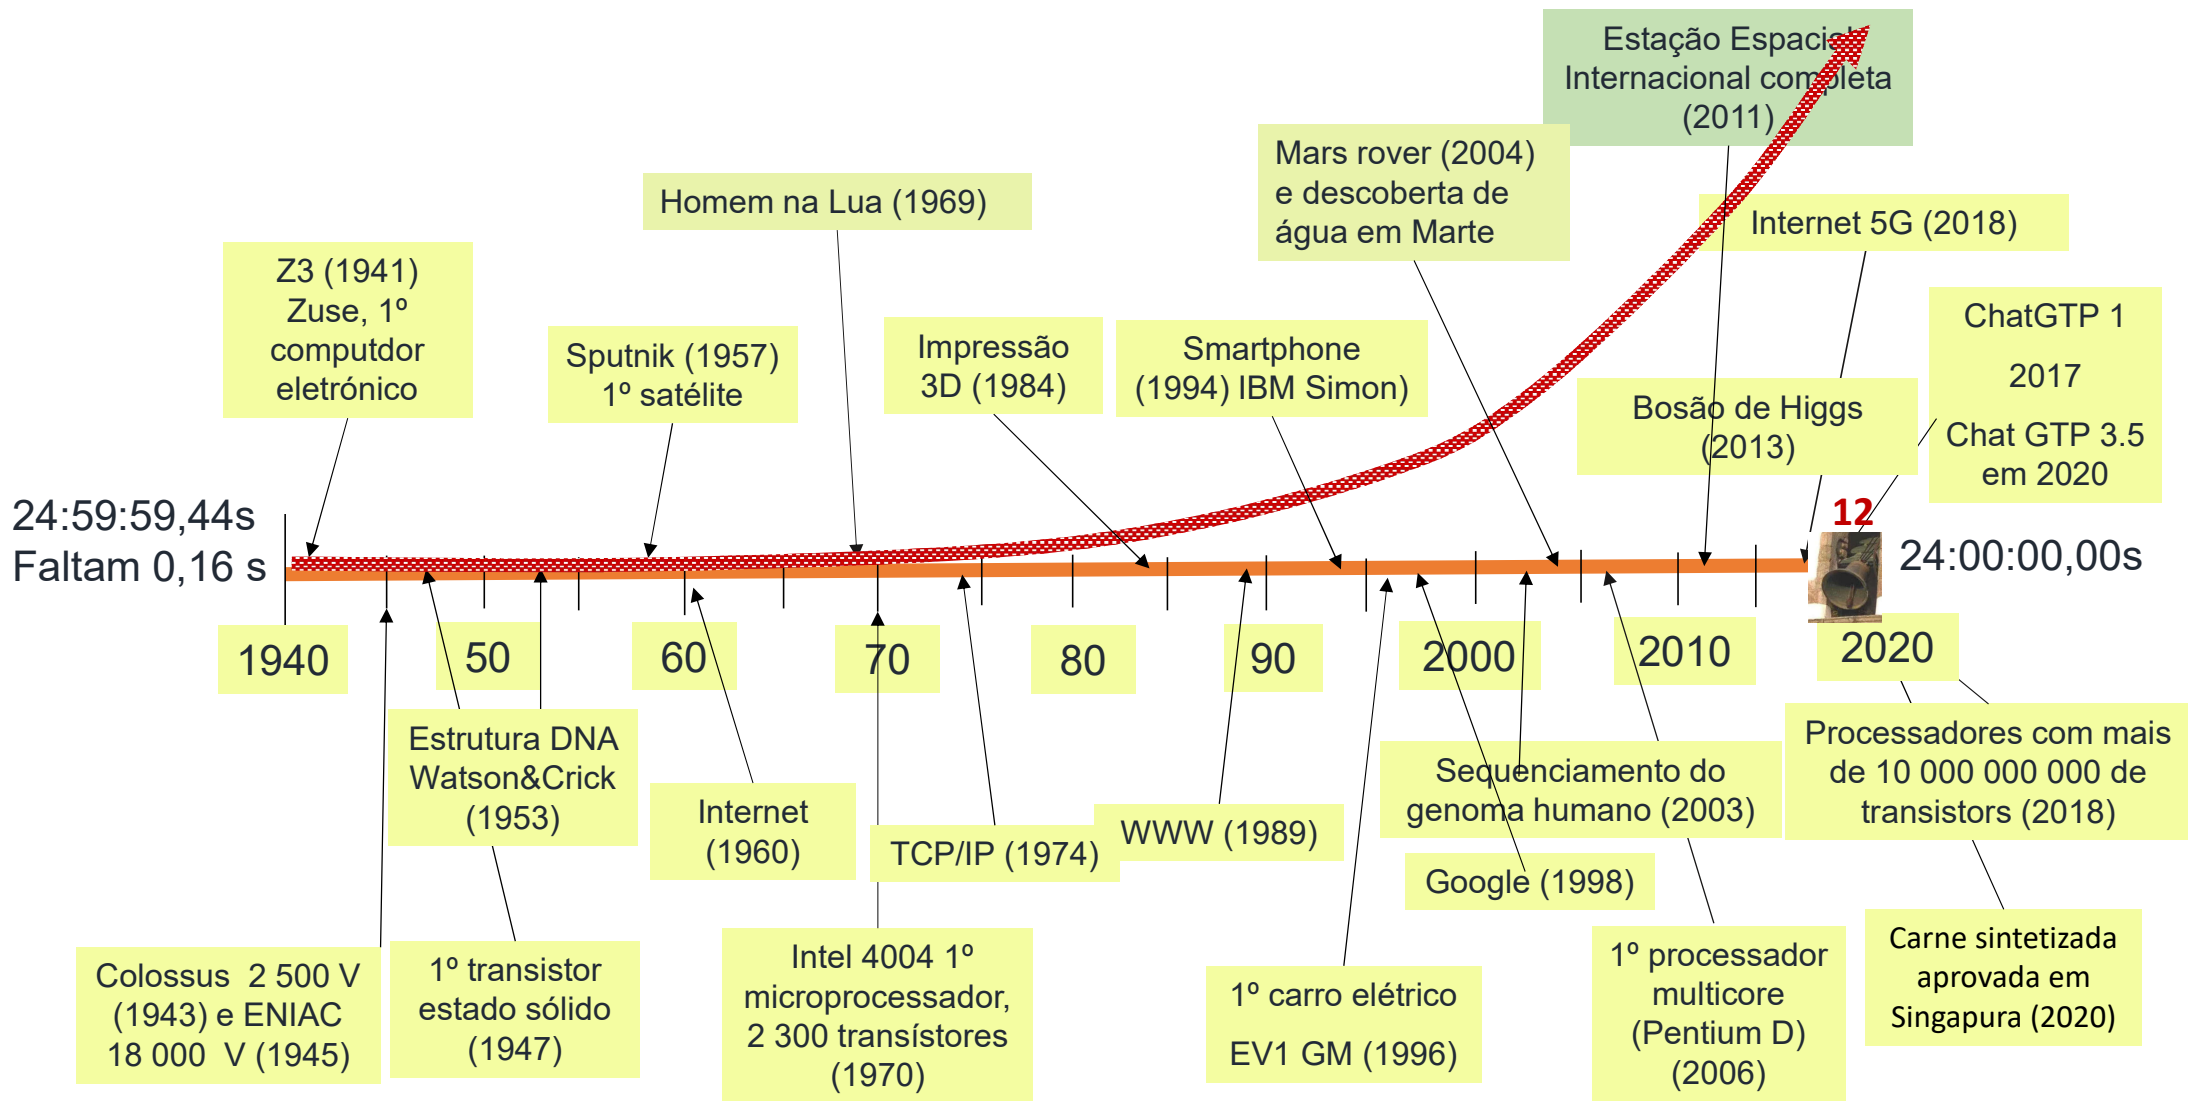 Estação Espacial
Internacional completa
(2011)
Mars rover (2004)
e descoberta de
água em Marte
Homem na Lua (1969)
Internet 5G (2018)
Z3 (1941)
Zuse, 1º
computdor
eletrónico
Sputnik (1957)
1º satélite
Impressão
3D (1984)
Smartphone
(1994) IBM Simon)
ChatGTP 1
2017
Chat GTP 3.5
em 2020
Bosão de Higgs
(2013)
24:59:59,44s
Faltam 0,16 s
12
24:00:00,00s
1940
50
60
70
80
90
2000
2010
2020
Estrutura DNA
Watson&Crick
(1953)
Internet
(1960)
TCP/IP (1974)
WWW (1989)
Sequenciamento do
genoma humano (2003)
Processadores com mais
de 10 000 000 000 de
transistors (2018)
Google (1998)
Colossus 2 500 V
(1943) e ENIAC
18 000 V (1945)
1º transistor
estado sólido
(1947)
Intel 4004 1º
microprocessador,
2 300 transístores
(1970)
1º carro elétrico
EV1 GM (1996)
1º processador
multicore
(Pentium D)
(2006)
Carne sintetizada
aprovada em
Singapura (2020)